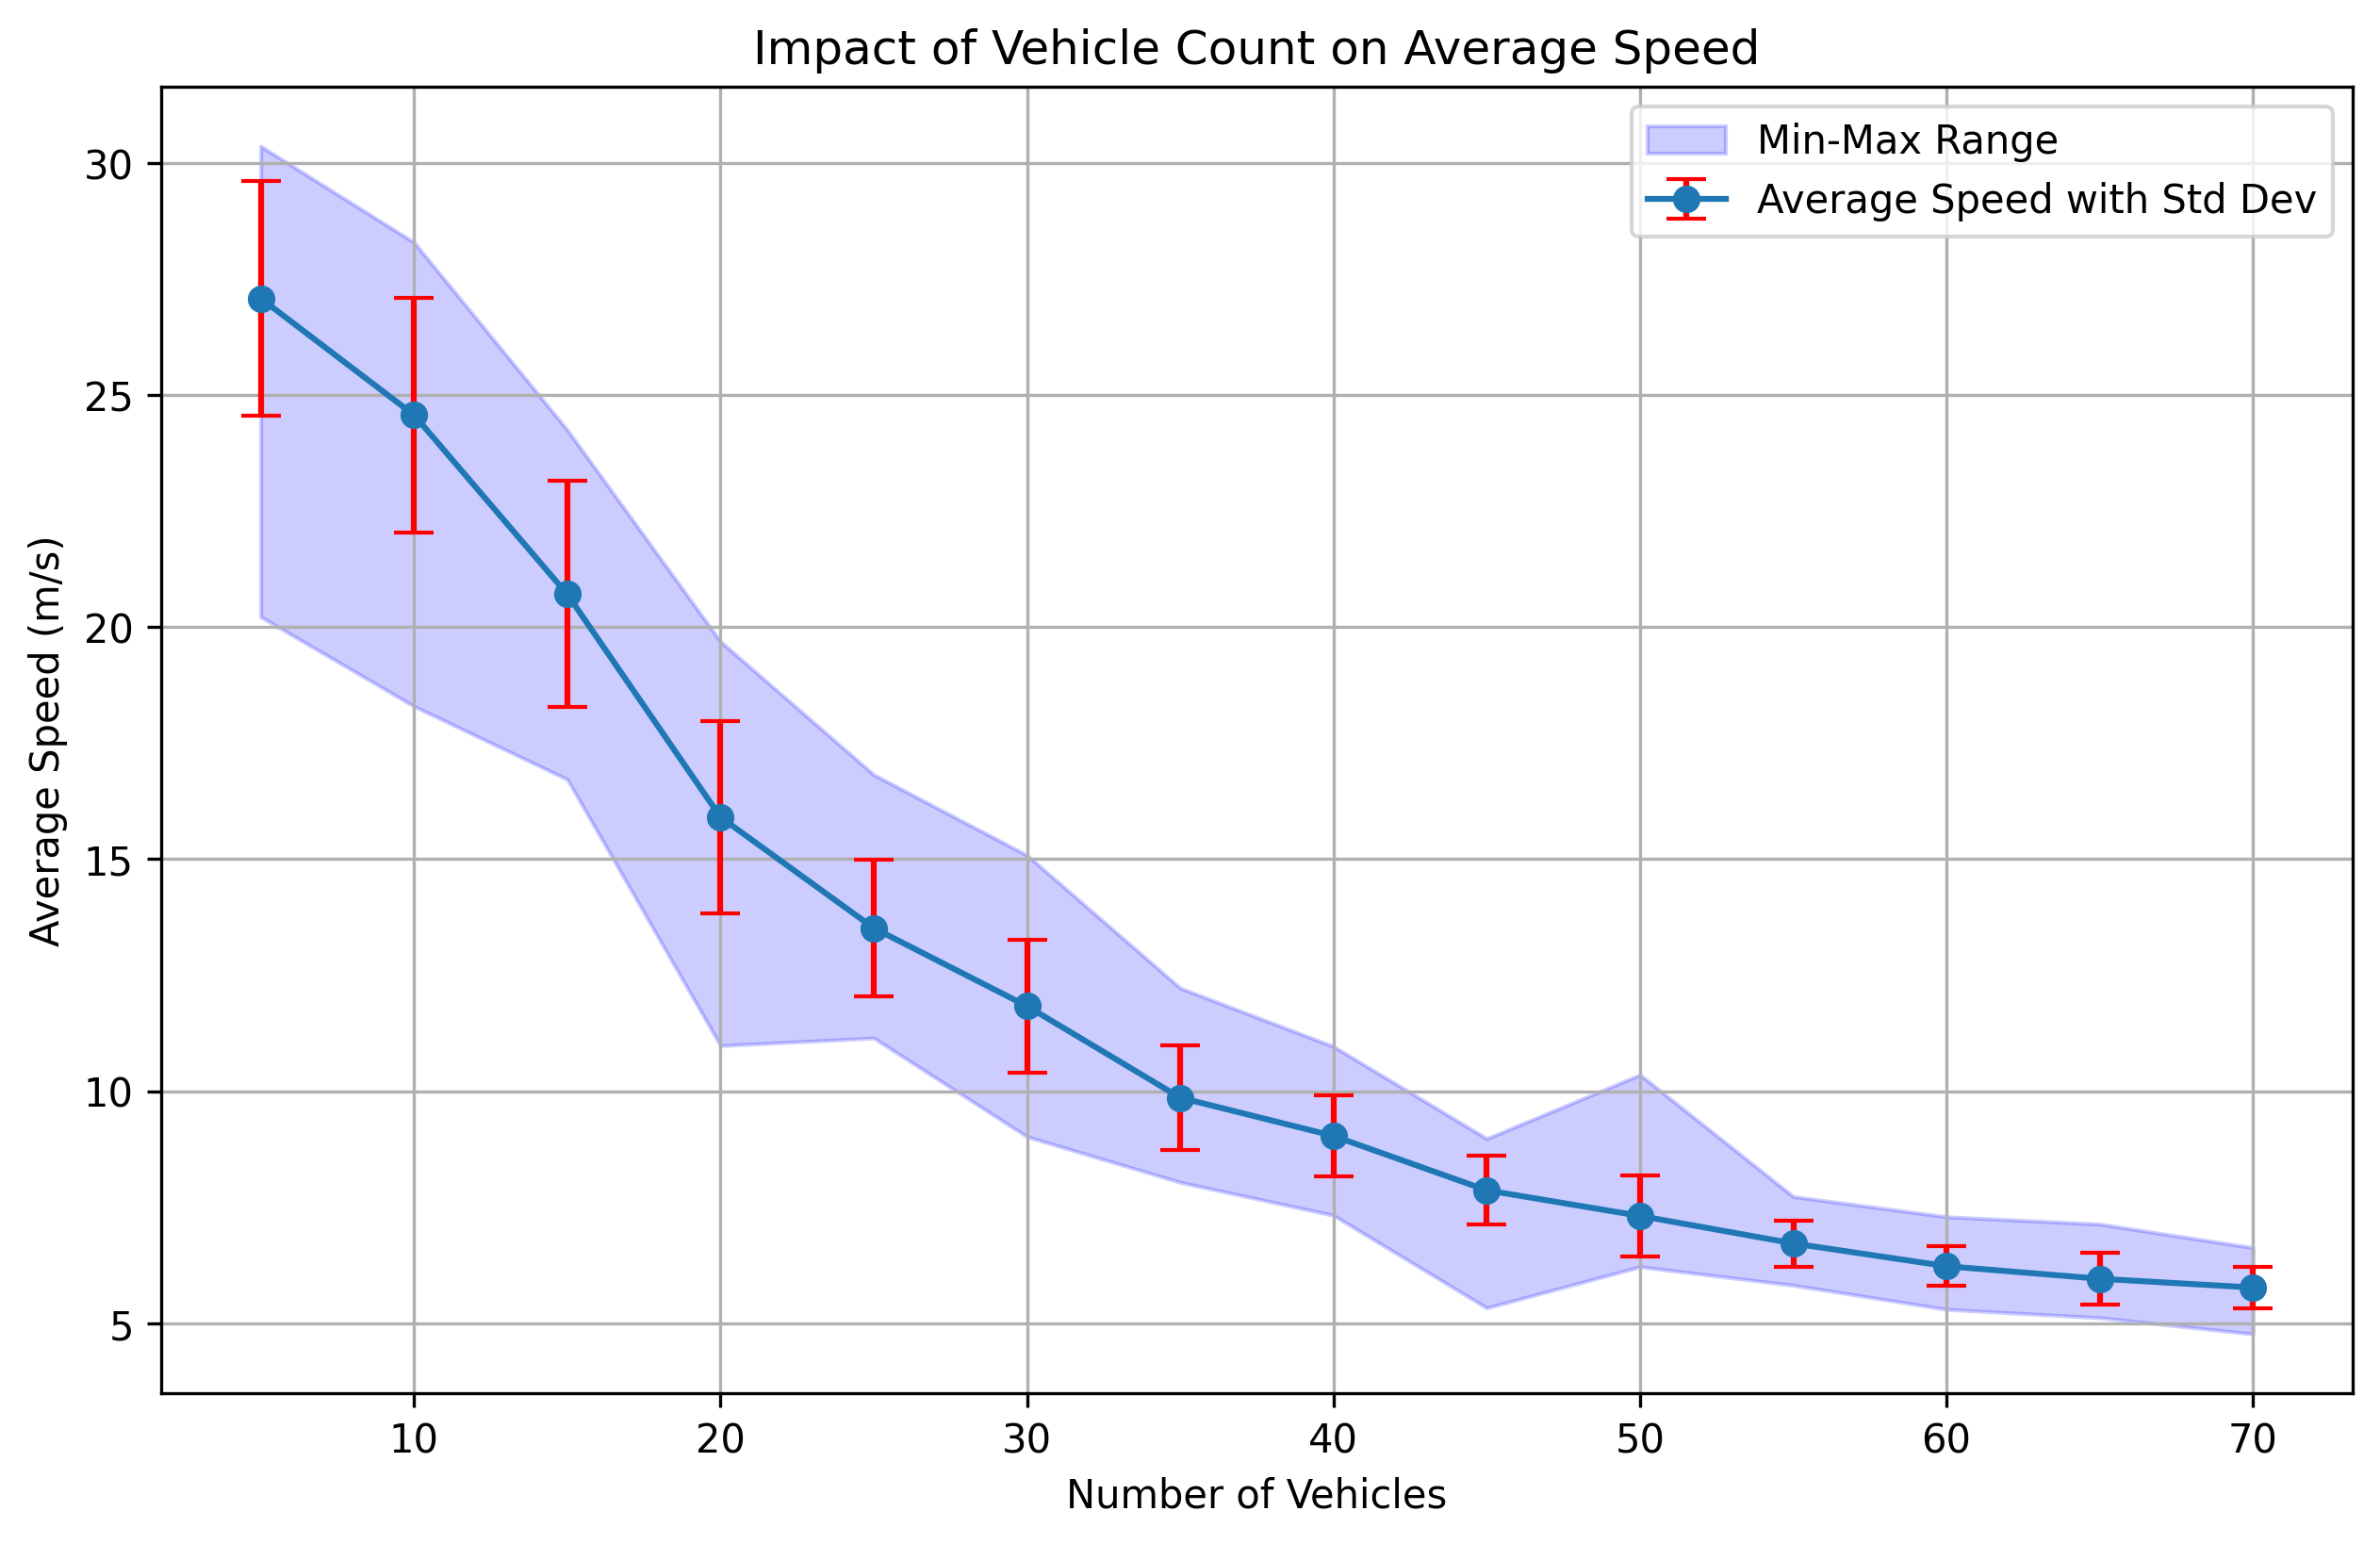 Impact of Vehicle Count on Average Speed
Min-Max Range
Average Speed with Std Dev
Average Speed (m/s)
30
25
20
15
10
5
10 20 30 40 50 60 70
Number of Vehicles